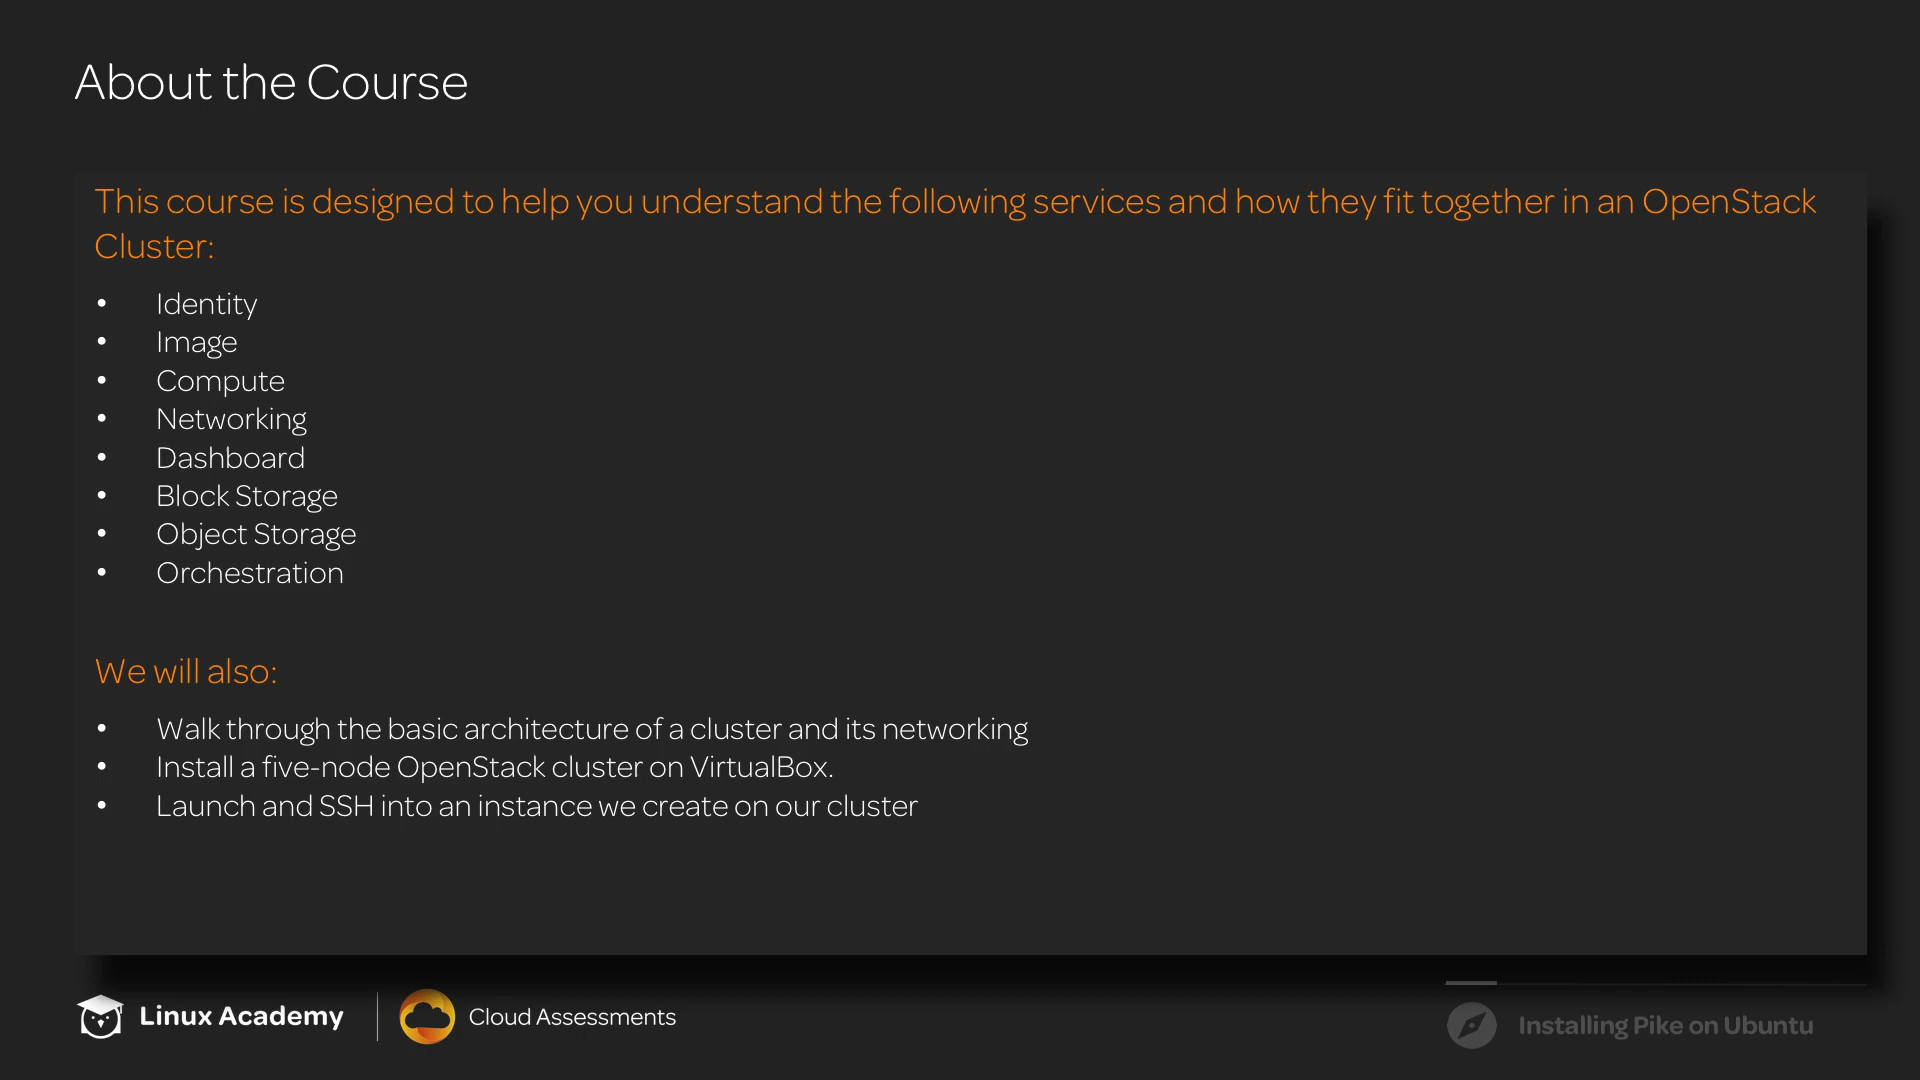 About the Course
This course is designed to help you understand the following services and how they fit together in an OpenStack
Cluster:
• Identity
• Image
• Compute
• Networking
• Dashboard
• Block Storage
• Object Storage
• Orchestration
We will also:
• Walk through the basic architecture of a cluster and its networking
• Install a five-node OpenStack cluster on VirtualBox.
• Launch and SSH into an instance we create on our cluster
Linux Academy
Cloud Assessments
Installing Pike on Ubuntu